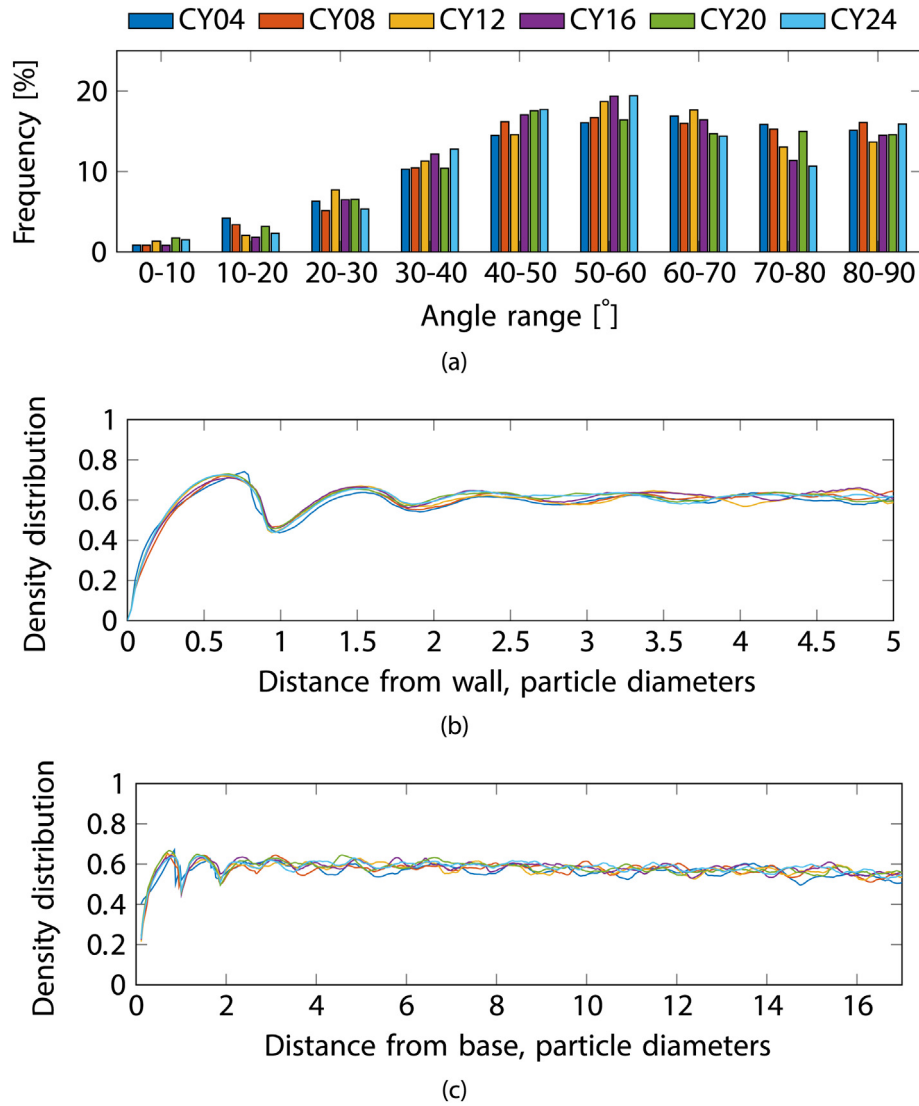 CY04 CY08 CY12 CY16 CY20 CY24
Frequency [%]
20
10
0
0-10 10-20 20-30 30-40 40-50 50-60 60-70 70-80 80-90
Angle range [°]
(a)
Density distribution
1
0.8
0.6
0.4
0.2
0
0 0.5 1 1.5 2 2.5 3 3.5 4 4.5 5
Distance from wall, particle diameters
(b)
Density distribution
1
0.8
0.6
0.4
0.2
0
0 2 4 6 8 10 12 14 16
Distance from base, particle diameters
(c)